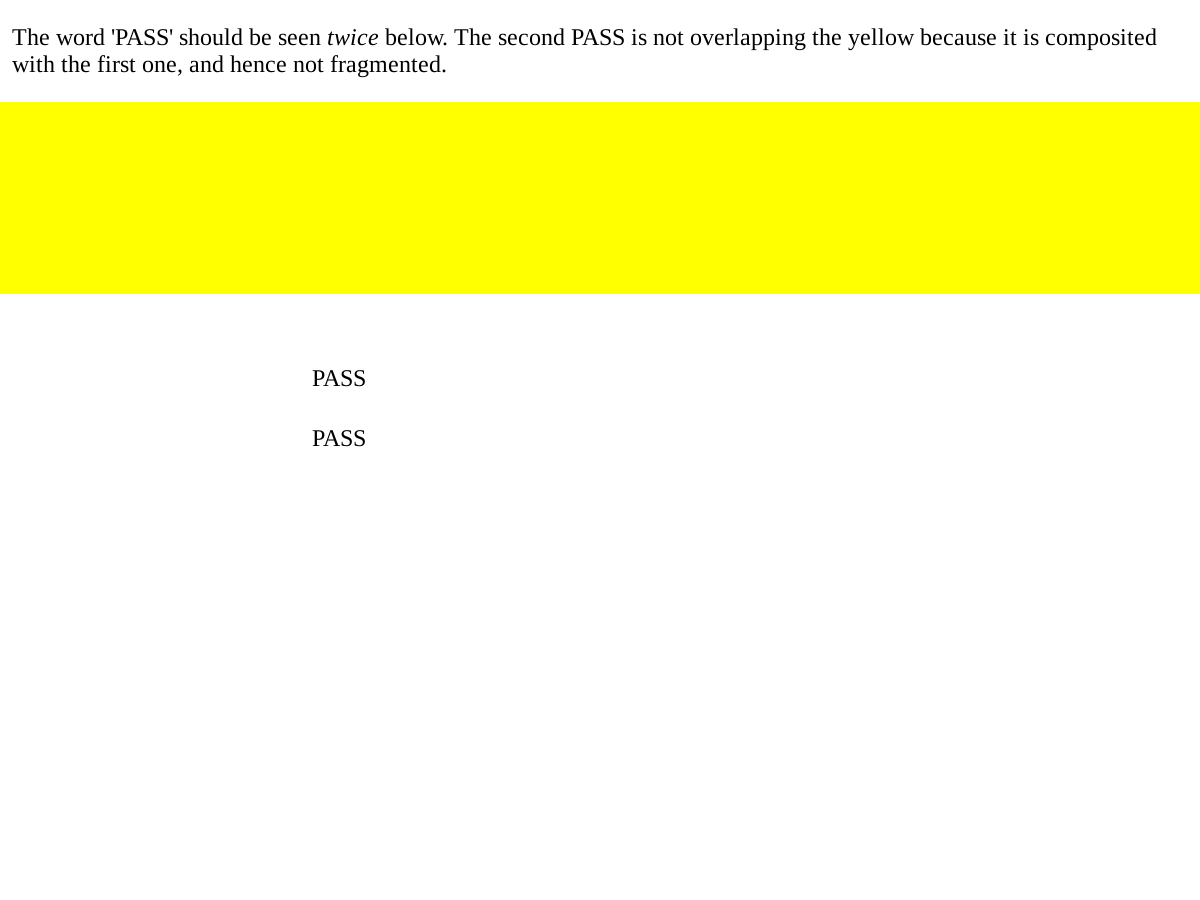 The word 'PASS' should be seen twice below. The second PASS is not overlapping the yellow because it is composited
with the first one, and hence not fragmented.
PASS
PASS